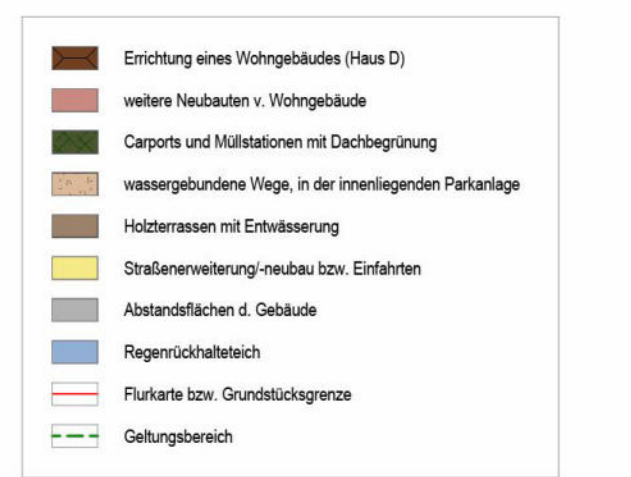 Errichtung eines Wohngebäudes (Haus D)
weitere Neubauten v. Wohngebäude
Carports und Müllstationen mit Dachbegrünung
wassergebundene Wege, in der innenliegenden Parkanlage
Holzterrassen mit Entwässerung
Straßenerweiterung/-neubau bzw. Einfahrten
Abstandsflächen d. Gebäude
Regenrückhalteteich
Flurkarte bzw. Grundstücksgrenze
Geltungsbereich